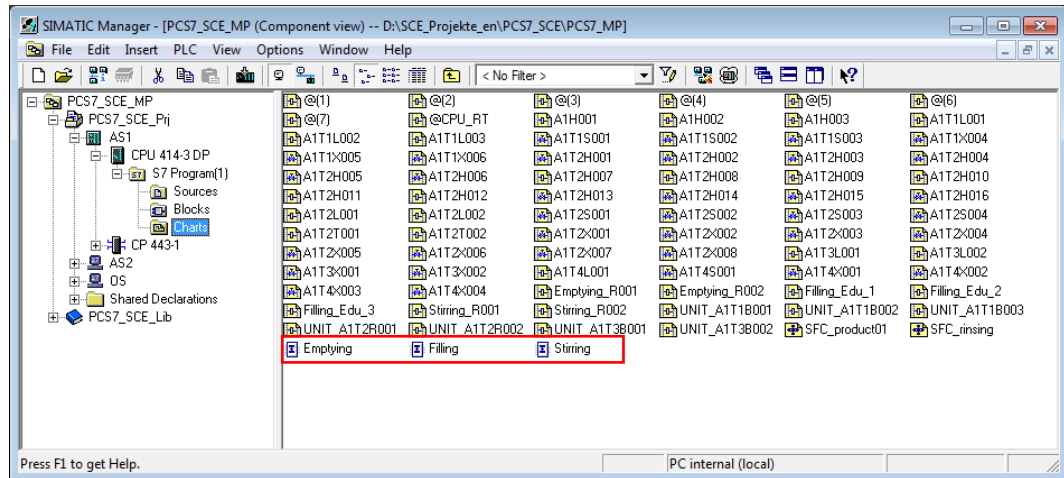 SIMATIC Manager - [PCS7_SCE_MP (Component view) -- D:\SCE_Projekte_en\PCS7_SCE\PCS7_MP]
File Edit Insert PLC View Options Window Help
< No Filter >
PCS7_SCE_MP
PCS7_SCE_Prj
AS1
CPU 414-3 DP
S7 Program(1)
Sources
Blocks
Charts
CP 443-1
AS2
OS
Shared Declarations
PCS7_SCE_Lib
@(1) @(2) @(3) @(4) @(5) @(6)
@(7) @CPU_RT A1H001 A1H002 A1H003 A1T1L001
A1T1L002 A1T1L003 A1T1S001 A1T1S002 A1T1S003 A1T1X004
A1T1X005 A1T1X006 A1T2H001 A1T2H002 A1T2H003 A1T2H004
A1T2H005 A1T2H006 A1T2H007 A1T2H008 A1T2H009 A1T2H010
A1T2H011 A1T2H012 A1T2H013 A1T2H014 A1T2H015 A1T2H016
A1T2L001 A1T2L002 A1T2S001 A1T2S002 A1T2S003 A1T2S004
A1T2T001 A1T2T002 A1T2X001 A1T2X002 A1T2X003 A1T2X004
A1T2X005 A1T2X006 A1T2X007 A1T2X008 A1T3L001 A1T3L002
A1T3X001 A1T3X002 A1T4L001 A1T4S001 A1T4X001 A1T4X002
A1T4X003 A1T4X004 Emptying_R001 Emptying_R002 Filling_Edu_1 Filling_Edu_2
Filling_Edu_3 Stirring_R001 Stirring_R002 UNIT_A1T1B001 UNIT_A1T1B002 UNIT_A1T1B003
UNIT_A1T2R001 UNIT_A1T2R002 UNIT_A1T3B001 UNIT_A1T3B002 SFC_product01 SFC_rinsing
Emptying Filling Stirring
Press F1 to get Help. PC internal (local)